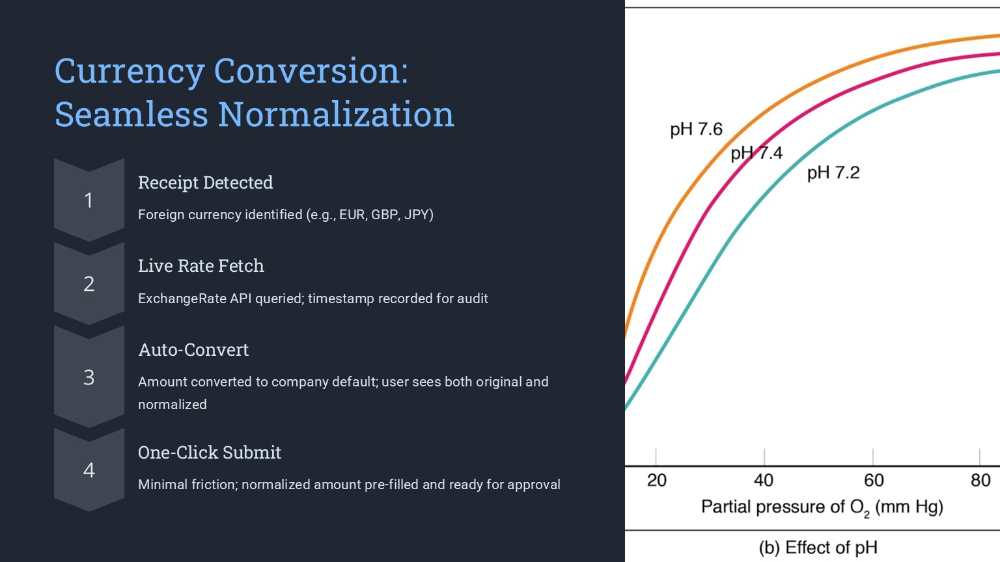 Currency Conversion:
Seamless Normalization
1
Receipt Detected
Foreign currency identified (e.g., EUR, GBP, JPY)
2
Live Rate Fetch
ExchangeRate API queried; timestamp recorded for audit
3
Auto-Convert
Amount converted to company default; user sees both original and
normalized
4
One-Click Submit
Minimal friction; normalized amount pre-filled and ready for approval
pH 7.6
pH 7.4
pH 7.2
20 40 60 80
Partial pressure of O₂ (mm Hg)
(b) Effect of pH